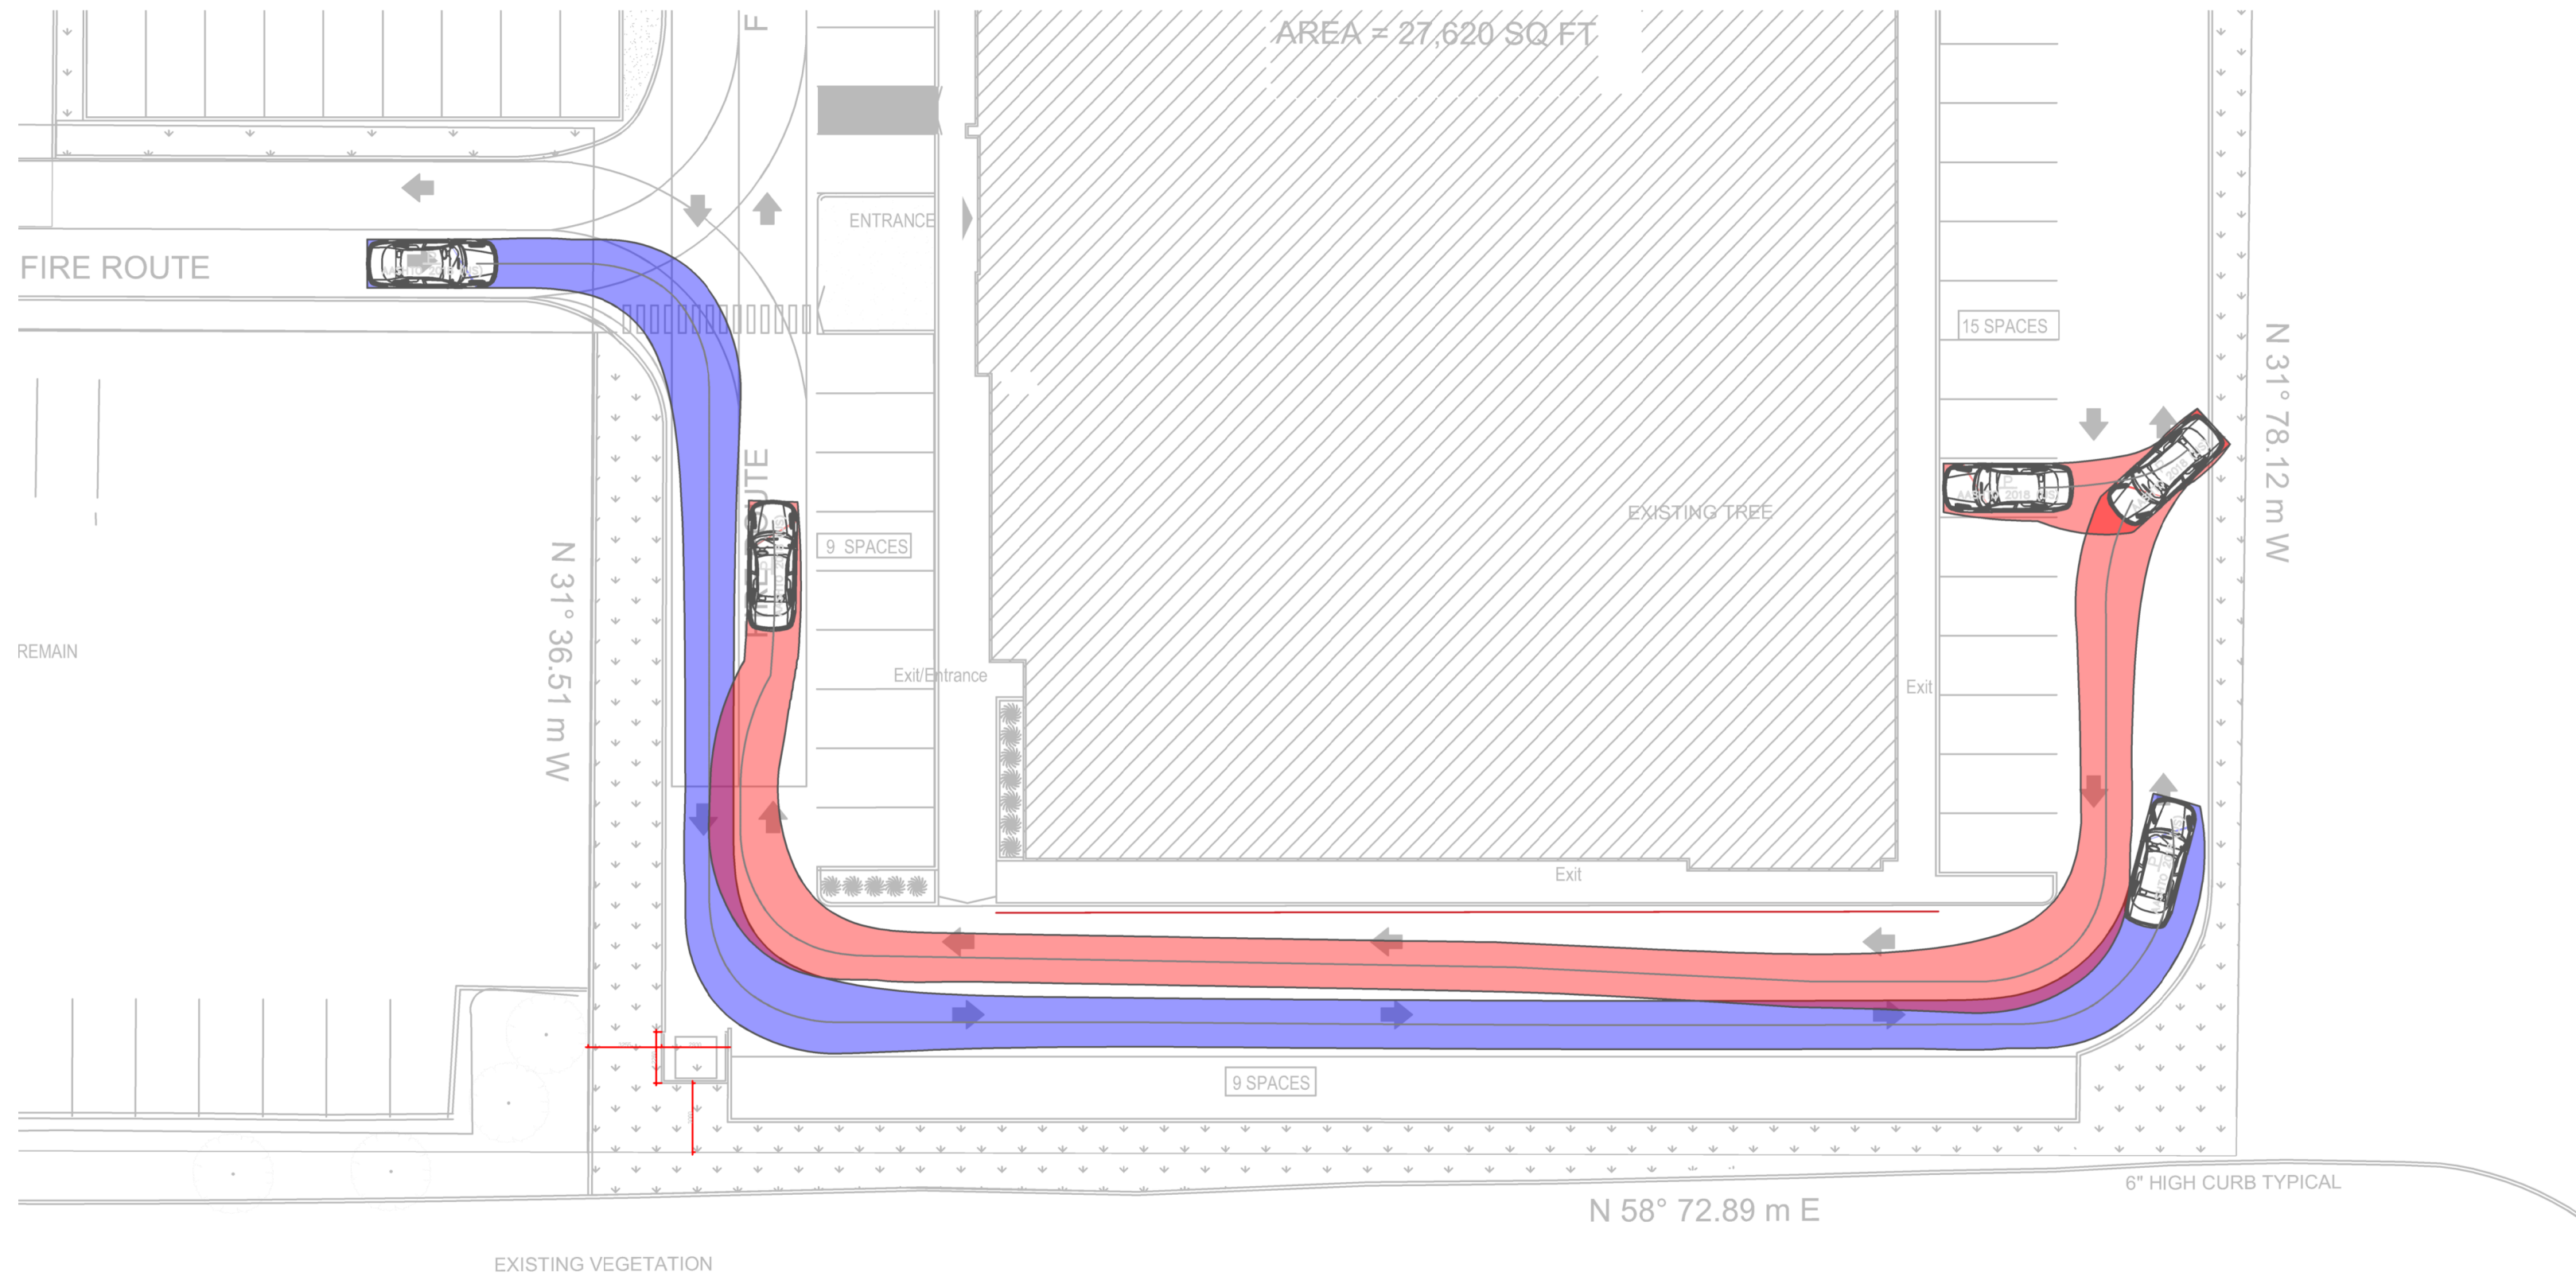 AREA = 27,620 SQ FT
ENTRANCE
FIRE ROUTE
15 SPACES
N 31° 78.12 m W
EXISTING TREE
9 SPACES
N 31° 36.51 m W
REMAIN
Exit/Entrance
Exit
Exit
9 SPACES
6" HIGH CURB TYPICAL
N 58° 72.89 m E
EXISTING VEGETATION